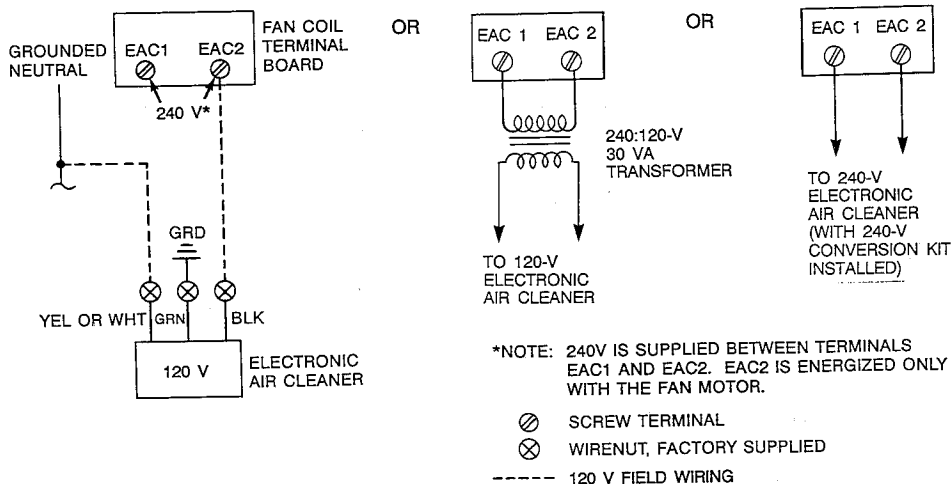 GROUNDED
NEUTRAL
EAC1 EAC2
240 V*
FAN COIL
TERMINAL
BOARD
GRD
YEL OR WHT GRN BLK
120 V
ELECTRONIC
AIR CLEANER
OR
EAC 1 EAC 2
240:120-V
30 VA
TRANSFORMER
TO 120-V
ELECTRONIC
AIR CLEANER
OR
EAC 1 EAC 2
TO 240-V
ELECTRONIC
AIR CLEANER
(WITH 240-V
CONVERSION KIT
INSTALLED)
*NOTE: 240V IS SUPPLIED BETWEEN TERMINALS
EAC1 AND EAC2. EAC2 IS ENERGIZED ONLY
WITH THE FAN MOTOR.
SCREW TERMINAL
WIRENUT, FACTORY SUPPLIED
120 V FIELD WIRING